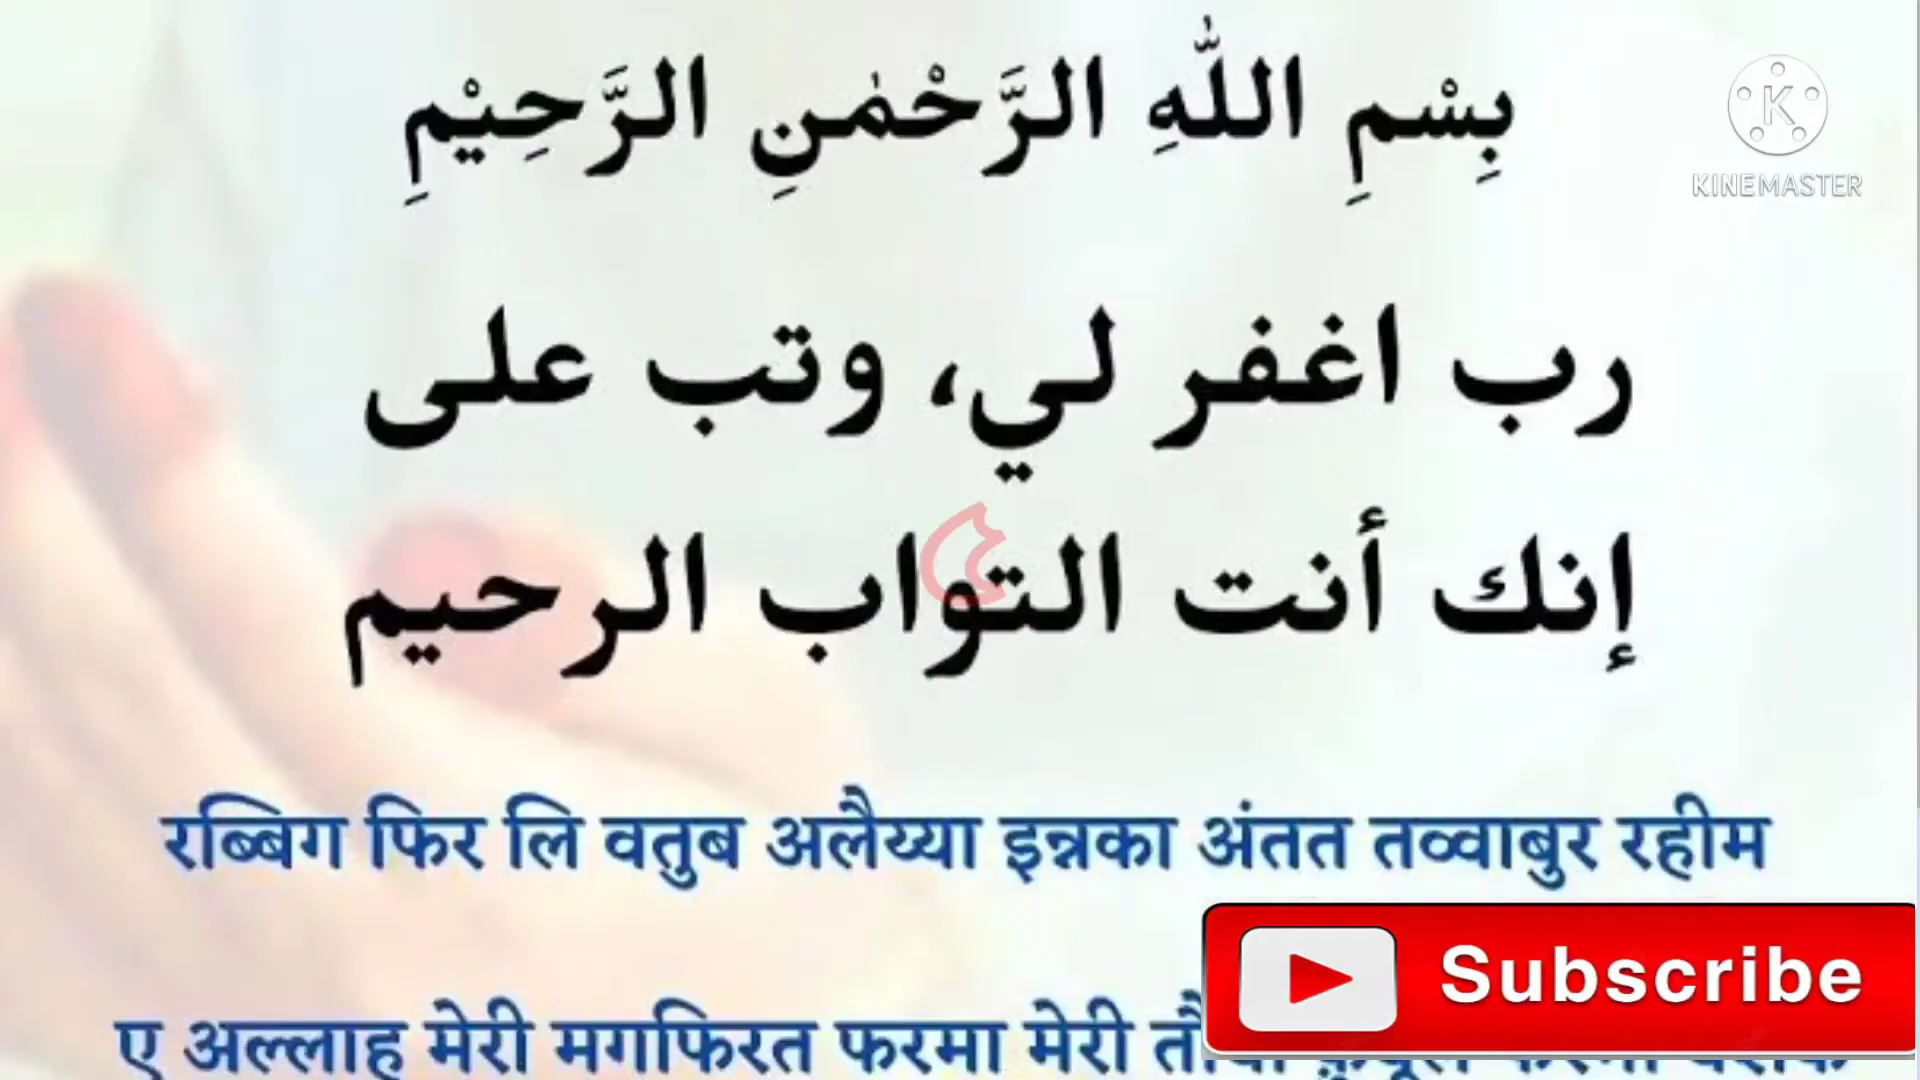 بِسْمِ اللّٰهِ الرَّحْمٰنِ الرَّحِيْمِ
KINEMASTER
رب اغفر لي، وتب على
إنك أنت التواب الرحيم
रब्बिग फिर लि वतुब अलैय्या इन्नका अंतत तव्वाबुर रहीम
Subscribe
ए अल्लाह मेरी मगफिरत फरमा मेरी